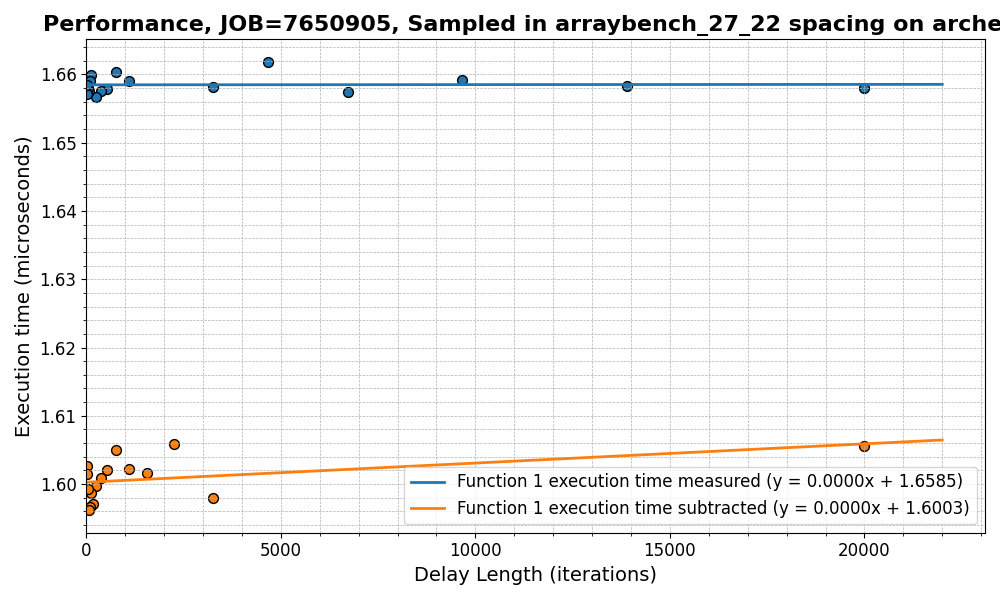 Performance, JOB=7650905, Sampled in arraybench_27_22 spacing on arche
Execution time (microseconds)
1.66
1.65
1.64
1.63
1.62
1.61
1.60
Function 1 execution time measured (y = 0.0000x + 1.6585)
Function 1 execution time subtracted (y = 0.0000x + 1.6003)
0 5000 10000 15000 20000
Delay Length (iterations)